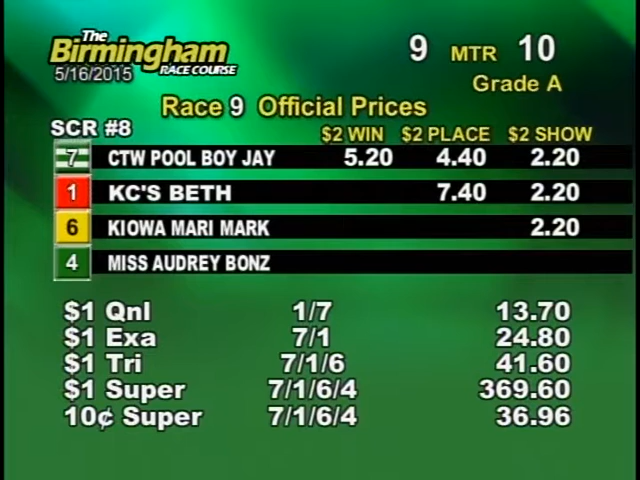 The
Birmingham
RACE COURSE
5/16/2015
9 MTR 10
Grade A
Race 9 Official Prices
SCR #8
$2 WIN $2 PLACE $2 SHOW
7 CTW POOL BOY JAY 5.20 4.40 2.20
1 KC'S BETH 7.40 2.20
6 KIOWA MARI MARK 2.20
4 MISS AUDREY BONZ
$1 Qnl 1/7 13.70
$1 Exa 7/1 24.80
$1 Tri 7/1/6 41.60
$1 Super 7/1/6/4 369.60
10¢ Super 7/1/6/4 36.96